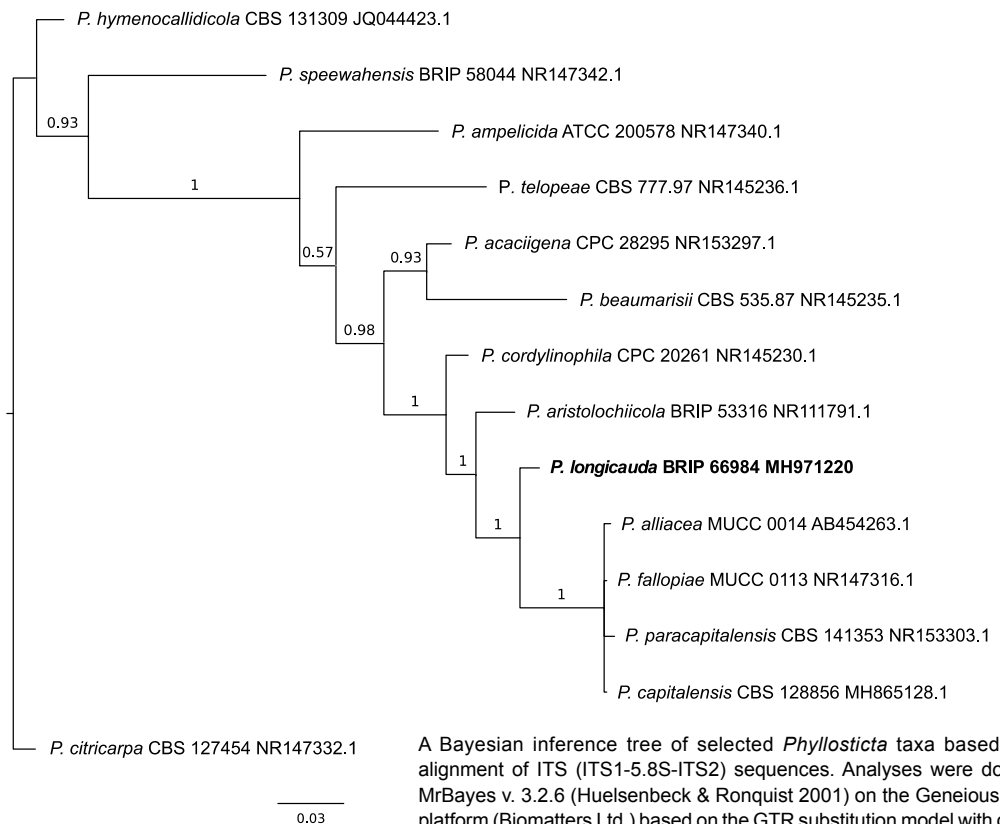 P. hymenocallidicola CBS 131309 JQ044423.1
P. speewahensis BRIP 58044 NR147342.1
0.93
P. ampelicida ATCC 200578 NR147340.1
1
P. telopeae CBS 777.97 NR145236.1
0.57
P. acaciigena CPC 28295 NR153297.1
0.93
P. beaumarisii CBS 535.87 NR145235.1
0.98
P. cordylinophila CPC 20261 NR145230.1
1
P. aristolochiicola BRIP 53316 NR111791.1
1
P. longicauda BRIP 66984 MH971220
1
P. alliacea MUCC 0014 AB454263.1
P. fallopiae MUCC 0113 NR147316.1
1
P. paracapitalensis CBS 141353 NR153303.1
P. capitalensis CBS 128856 MH865128.1
P. citricarpa CBS 127454 NR147332.1
0.03
A Bayesian inference tree of selected Phyllosticta taxa based
alignment of ITS (ITS1-5.8S-ITS2) sequences. Analyses were do
MrBayes v. 3.2.6 (Huelsenbeck & Ronquist 2001) on the Geneious
platform (Biomatters Ltd.) based on the GTR substitution model with